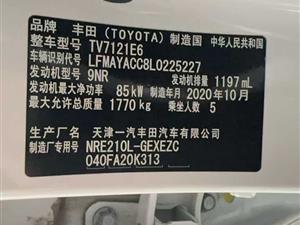 品牌 丰田(TOYOTA) 制造国 中华人民共和国
整车型号 TV7121E6
车辆识别代号 LFMAYACC8L0225227
发动机型号 9NR 发动机排量 1197mL
发动机最大净功率 85kW 制造年月 2020年10月
最大允许总质量 1770kg 乘坐人数 5
制造厂名 天津一汽丰田汽车有限公司
制造厂专用号 NRE210L-GEXEZC
040FA20K313